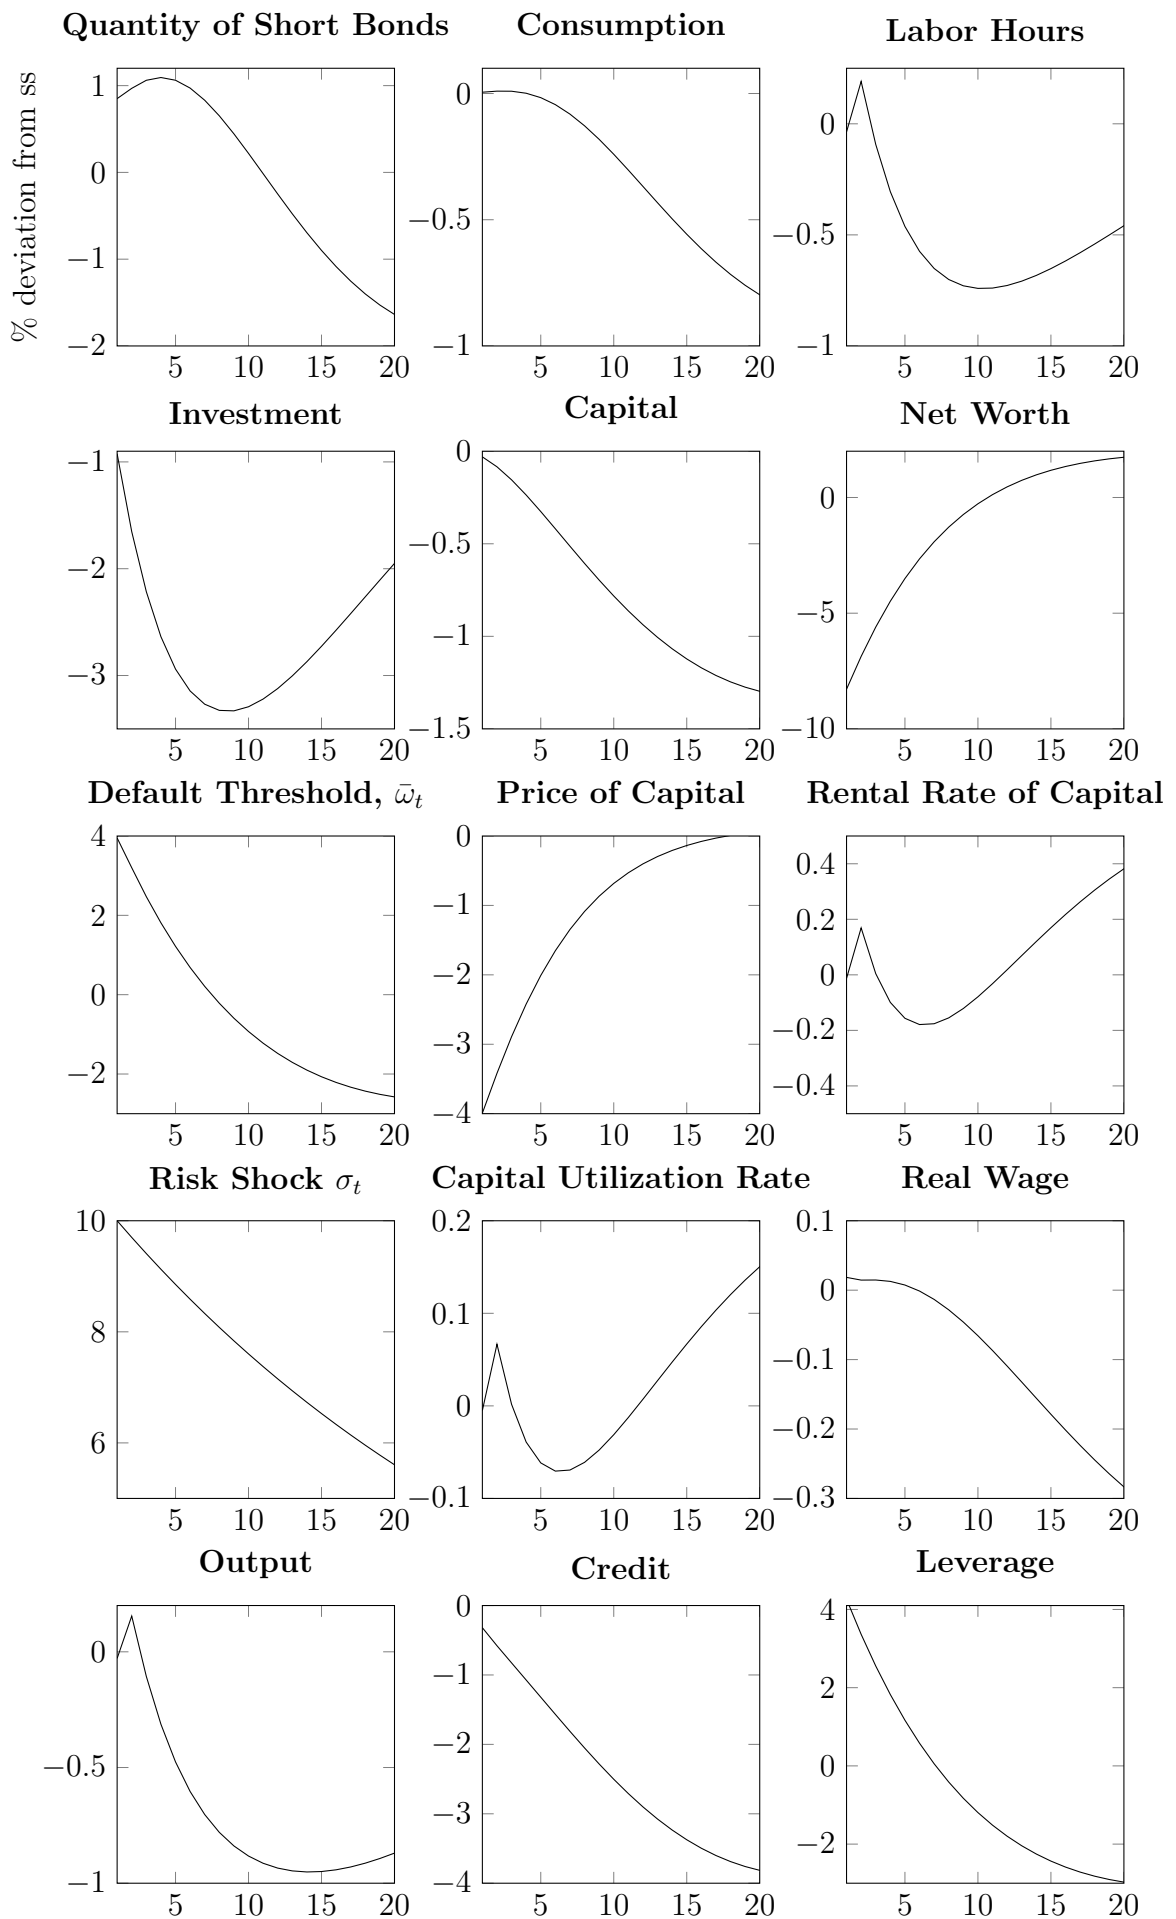 Quantity of Short Bonds
Consumption
Labor Hours
% deviation from ss
1
0
−1
−2
5 10 15 20
0
−0.5
−1
5 10 15 20
0
−0.5
−1
5 10 15 20
Investment
Capital
Net Worth
−1
−2
−3
5 10 15 20
0
−0.5
−1
−1.5
5 10 15 20
0
−5
−10
5 10 15 20
Default Threshold, ω̄ₜ
Price of Capital
Rental Rate of Capital
4
2
0
−2
5 10 15 20
0
−1
−2
−3
−4
5 10 15 20
0.4
0.2
0
−0.2
−0.4
5 10 15 20
Risk Shock σₜ
Capital Utilization Rate
Real Wage
10
8
6
5 10 15 20
0.2
0.1
0
−0.1
5 10 15 20
0.1
0
−0.1
−0.2
−0.3
5 10 15 20
Output
Credit
Leverage
0
−0.5
−1
5 10 15 20
0
−1
−2
−3
−4
5 10 15 20
4
2
0
−2
5 10 15 20